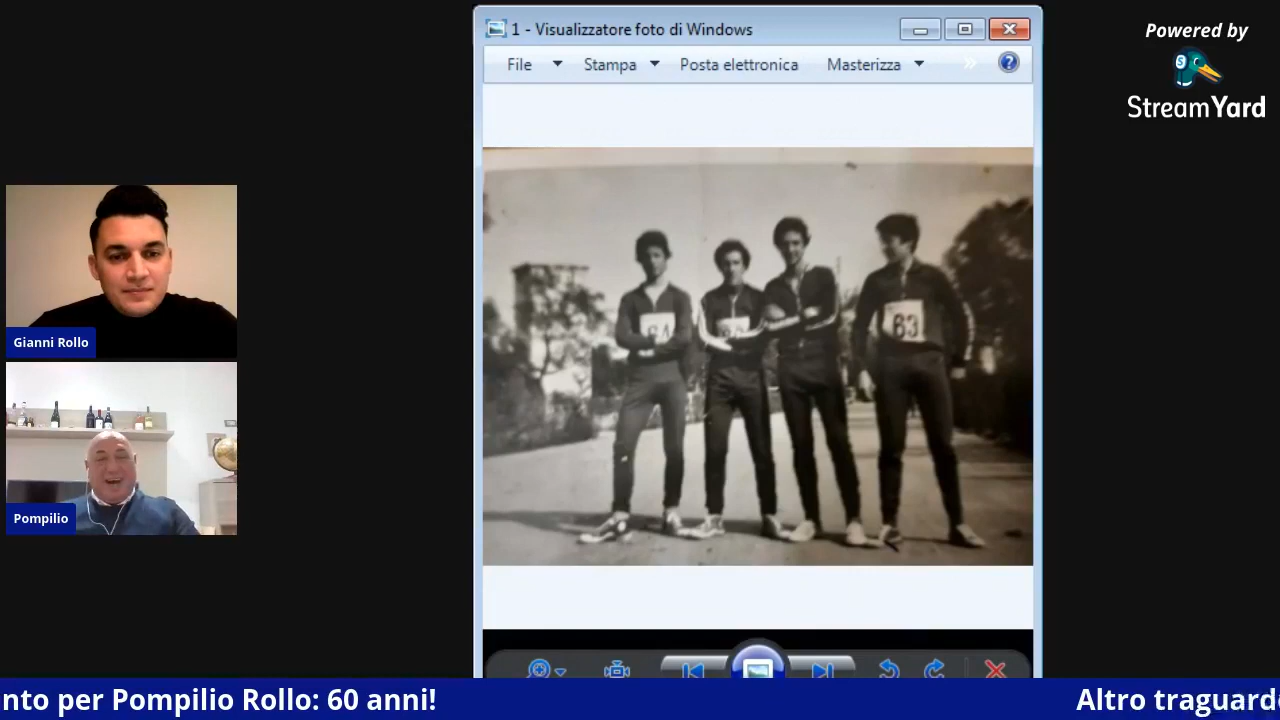 1 - Visualizzatore foto di Windows
File
Stampa
Posta elettronica
Masterizza
Powered by
StreamYard
Gianni Rollo
Pompilio
83
nto per Pompilio Rollo: 60 anni!
Altro traguard